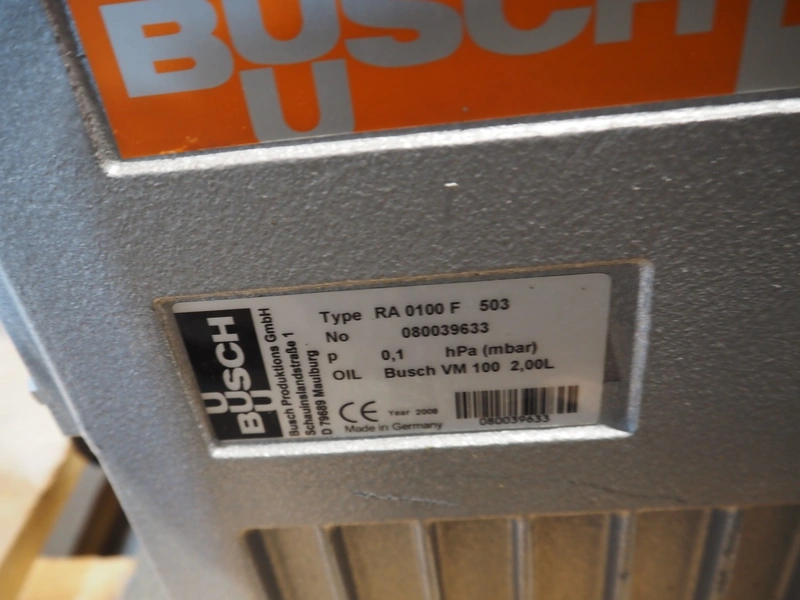 BUSCH
U
Type RA 0100 F 503
No 080039633
p 0,1 hPa (mbar)
OIL Busch VM 100 2,00L
CE Year 2008
Made in Germany
080039633
U
BUSCH
BU
Busch Produktions GmbH
Schauinslandstraße 1
D 79689 Maulburg